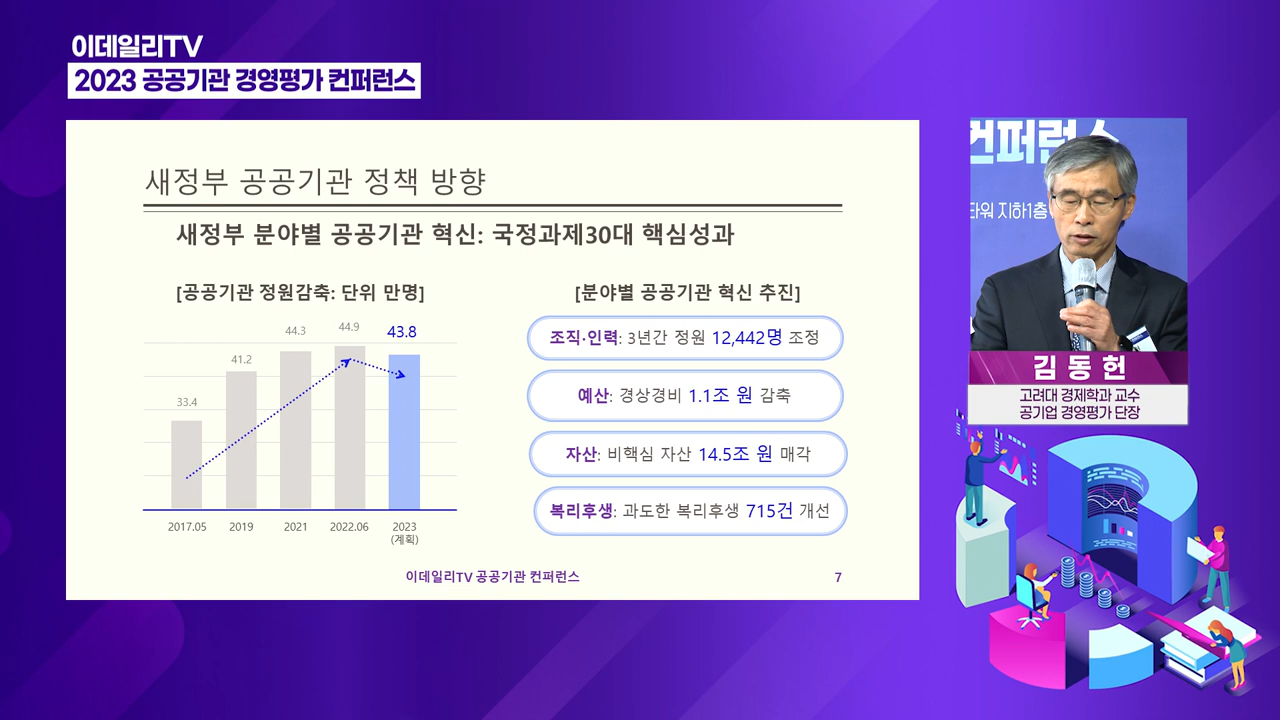 이데일리TV
2023 공공기관 경영평가 컨퍼런스
새정부 공공기관 정책 방향
새정부 분야별 공공기관 혁신: 국정과제30대 핵심성과
[공공기관 정원감축: 단위 만명]
33.4
41.2
44.3
44.9
43.8
2017.05
2019
2021
2022.06
2023
(계획)
[분야별 공공기관 혁신 추진]
조직·인력: 3년간 정원 12,442명 조정
예산: 경상경비 1.1조 원 감축
자산: 비핵심 자산 14.5조 원 매각
복리후생: 과도한 복리후생 715건 개선
이데일리TV 공공기관 컨퍼런스
7
컨퍼런스
타워 지하1층
김동헌
고려대 경제학과 교수
공기업 경영평가 단장